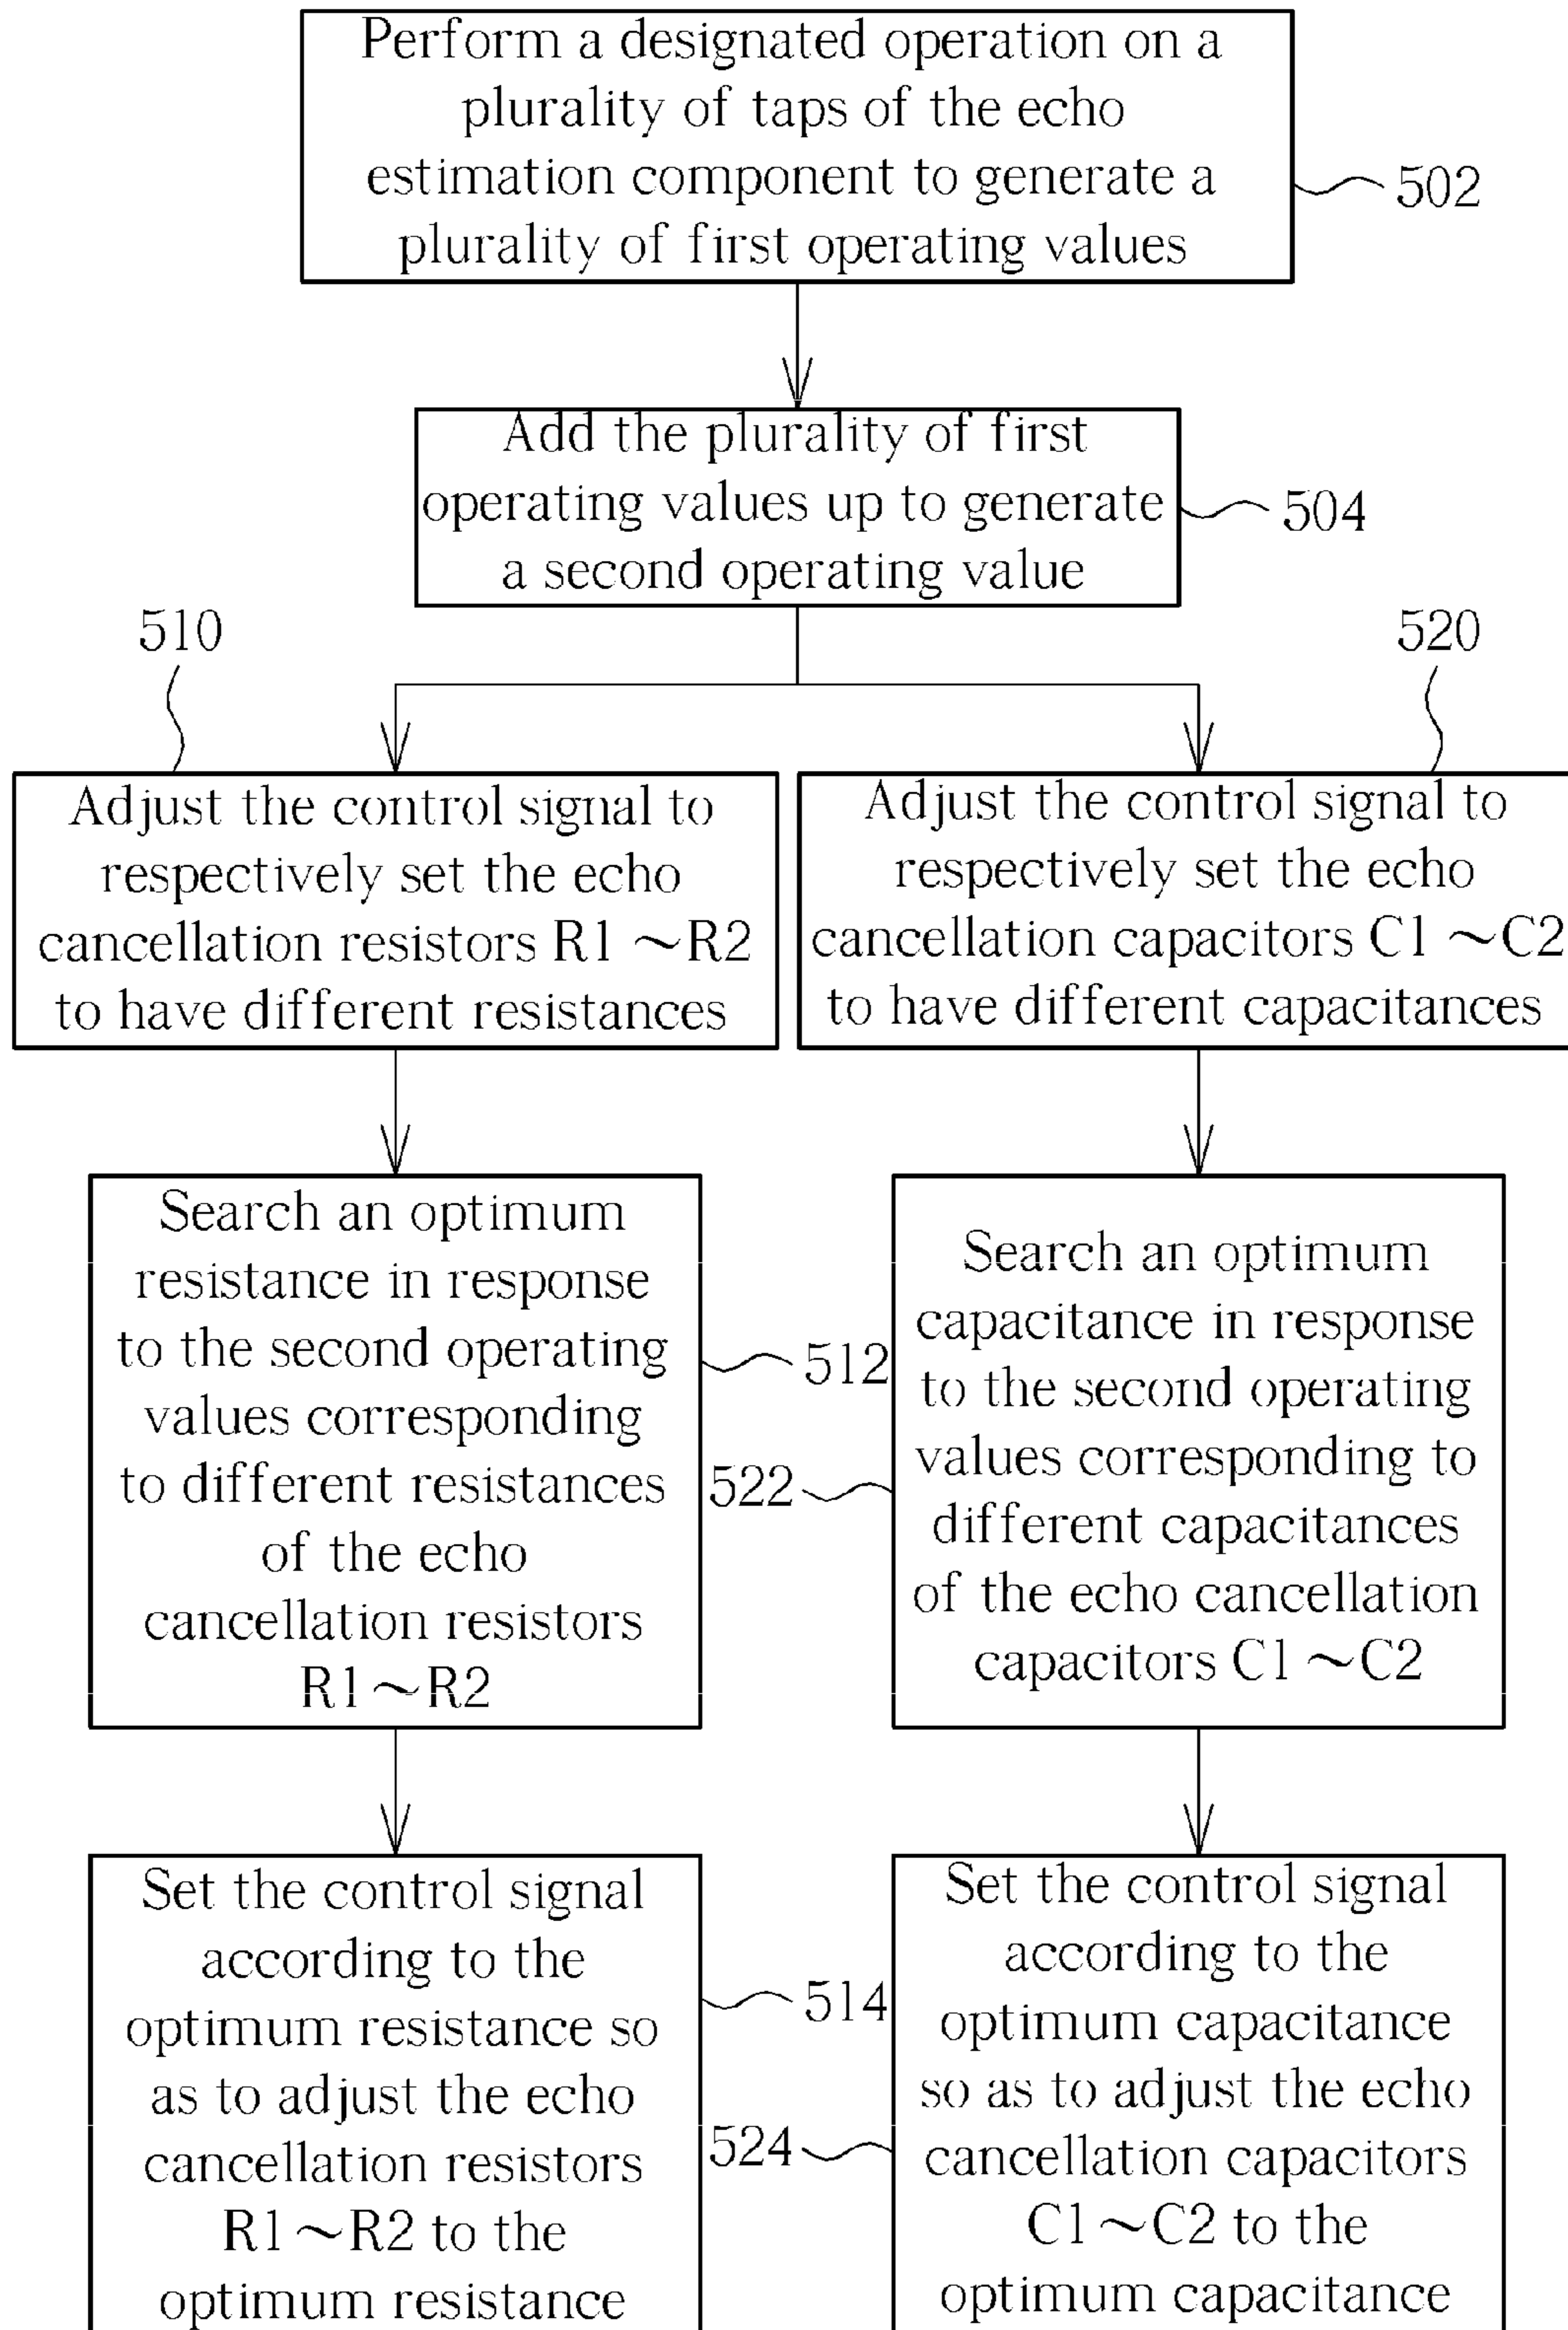 Perform a designated operation on a
plurality of taps of the echo
estimation component to generate a
plurality of first operating values
502
Add the plurality of first
operating values up to generate
a second operating value
504
510
520
Adjust the control signal to
respectively set the echo
cancellation resistors R1~R2
to have different resistances
Adjust the control signal to
respectively set the echo
cancellation capacitors C1~C2
to have different capacitances
Search an optimum
resistance in response
to the second operating
values corresponding
to different resistances
of the echo
cancellation resistors
R1~R2
512
522
Search an optimum
capacitance in response
to the second operating
values corresponding to
different capacitances
of the echo cancellation
capacitors C1~C2
Set the control signal
according to the
optimum resistance so
as to adjust the echo
cancellation resistors
R1~R2 to the
optimum resistance
514
524
Set the control signal
according to the
optimum capacitance
so as to adjust the echo
cancellation capacitors
C1~C2 to the
optimum capacitance